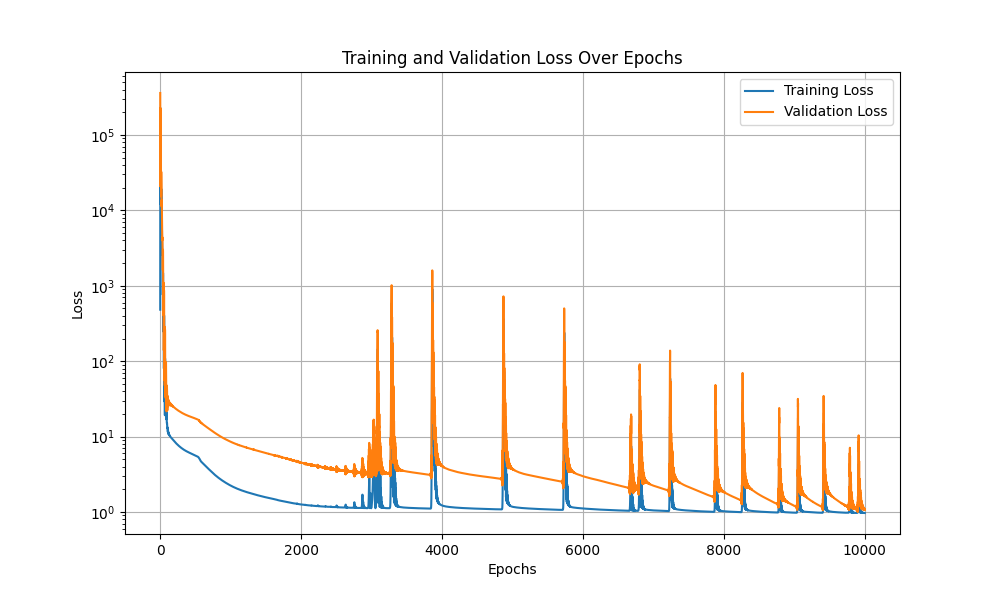 Training and Validation Loss Over Epochs
Training Loss
Validation Loss
10^5
10^4
10^3
10^2
10^1
10^0
Loss
0 2000 4000 6000 8000 10000
Epochs